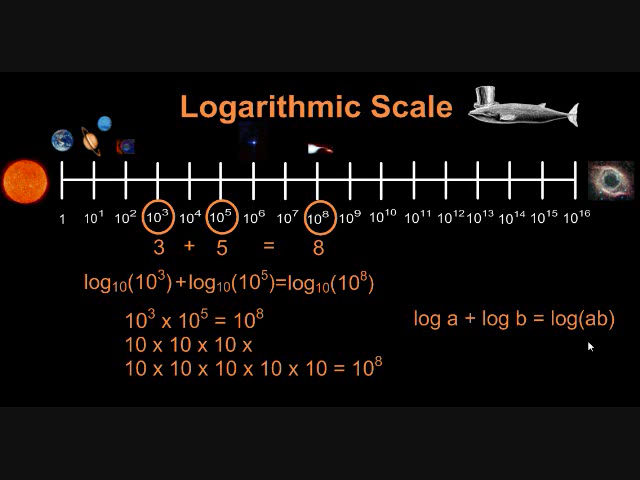 Logarithmic Scale
1 10¹ 10² 10³ 10⁴ 10⁵ 10⁶ 10⁷ 10⁸ 10⁹ 10¹⁰ 10¹¹ 10¹² 10¹³ 10¹⁴ 10¹⁵ 10¹⁶
3 + 5 = 8
log₁₀(10³)+log₁₀(10⁵)=log₁₀(10⁸)
10³ x 10⁵ = 10⁸
log a + log b = log(ab)
10 x 10 x 10 x
10 x 10 x 10 x 10 x 10 = 10⁸